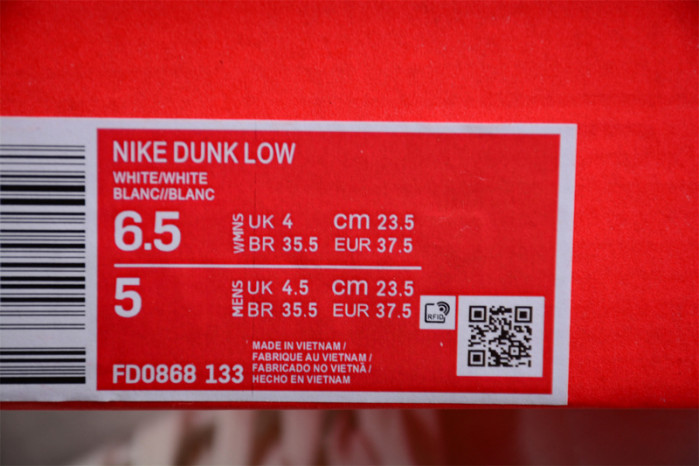 NIKE DUNK LOW
WHITE/WHITE
BLANC//BLANC
6.5 WMNS UK 4 cm 23.5
BR 35.5 EUR 37.5
5 MENS UK 4.5 cm 23.5
BR 35.5 EUR 37.5
RFID
MADE IN VIETNAM /
FABRIQUE AU VIETNAM /
FABRICADO NO VIETNÃ /
HECHO EN VIETNAM
FD0868 133